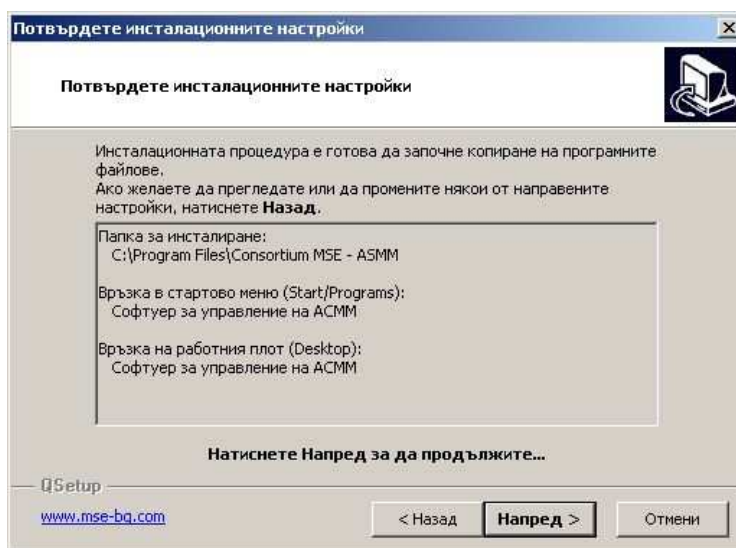 Потвърдете инсталационните настройки
Потвърдете инсталационните настройки
Инсталационната процедура е готова да започне копиране на програмните
файлове.
Ако желаете да прегледате или да промените някои от направените
настройки, натиснете Назад.
Папка за инсталиране:
C:\Program Files\Consortium MSE - ASMM
Връзка в стартово меню (Start/Programs):
Софтуер за управление на АСММ
Връзка на работния плот (Desktop):
Софтуер за управление на АСММ
Натиснете Напред за да продължите...
QSetup
www.mse-bg.com
< Назад
Напред >
Отмени